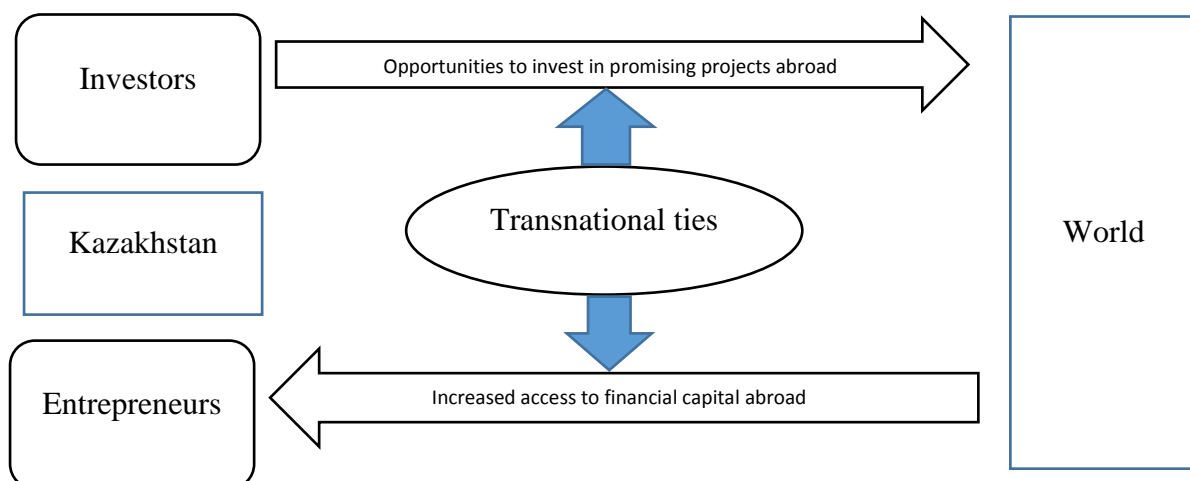 Investors
Opportunities to invest in promising projects abroad
Kazakhstan
Transnational ties
World
Entrepreneurs
Increased access to financial capital abroad